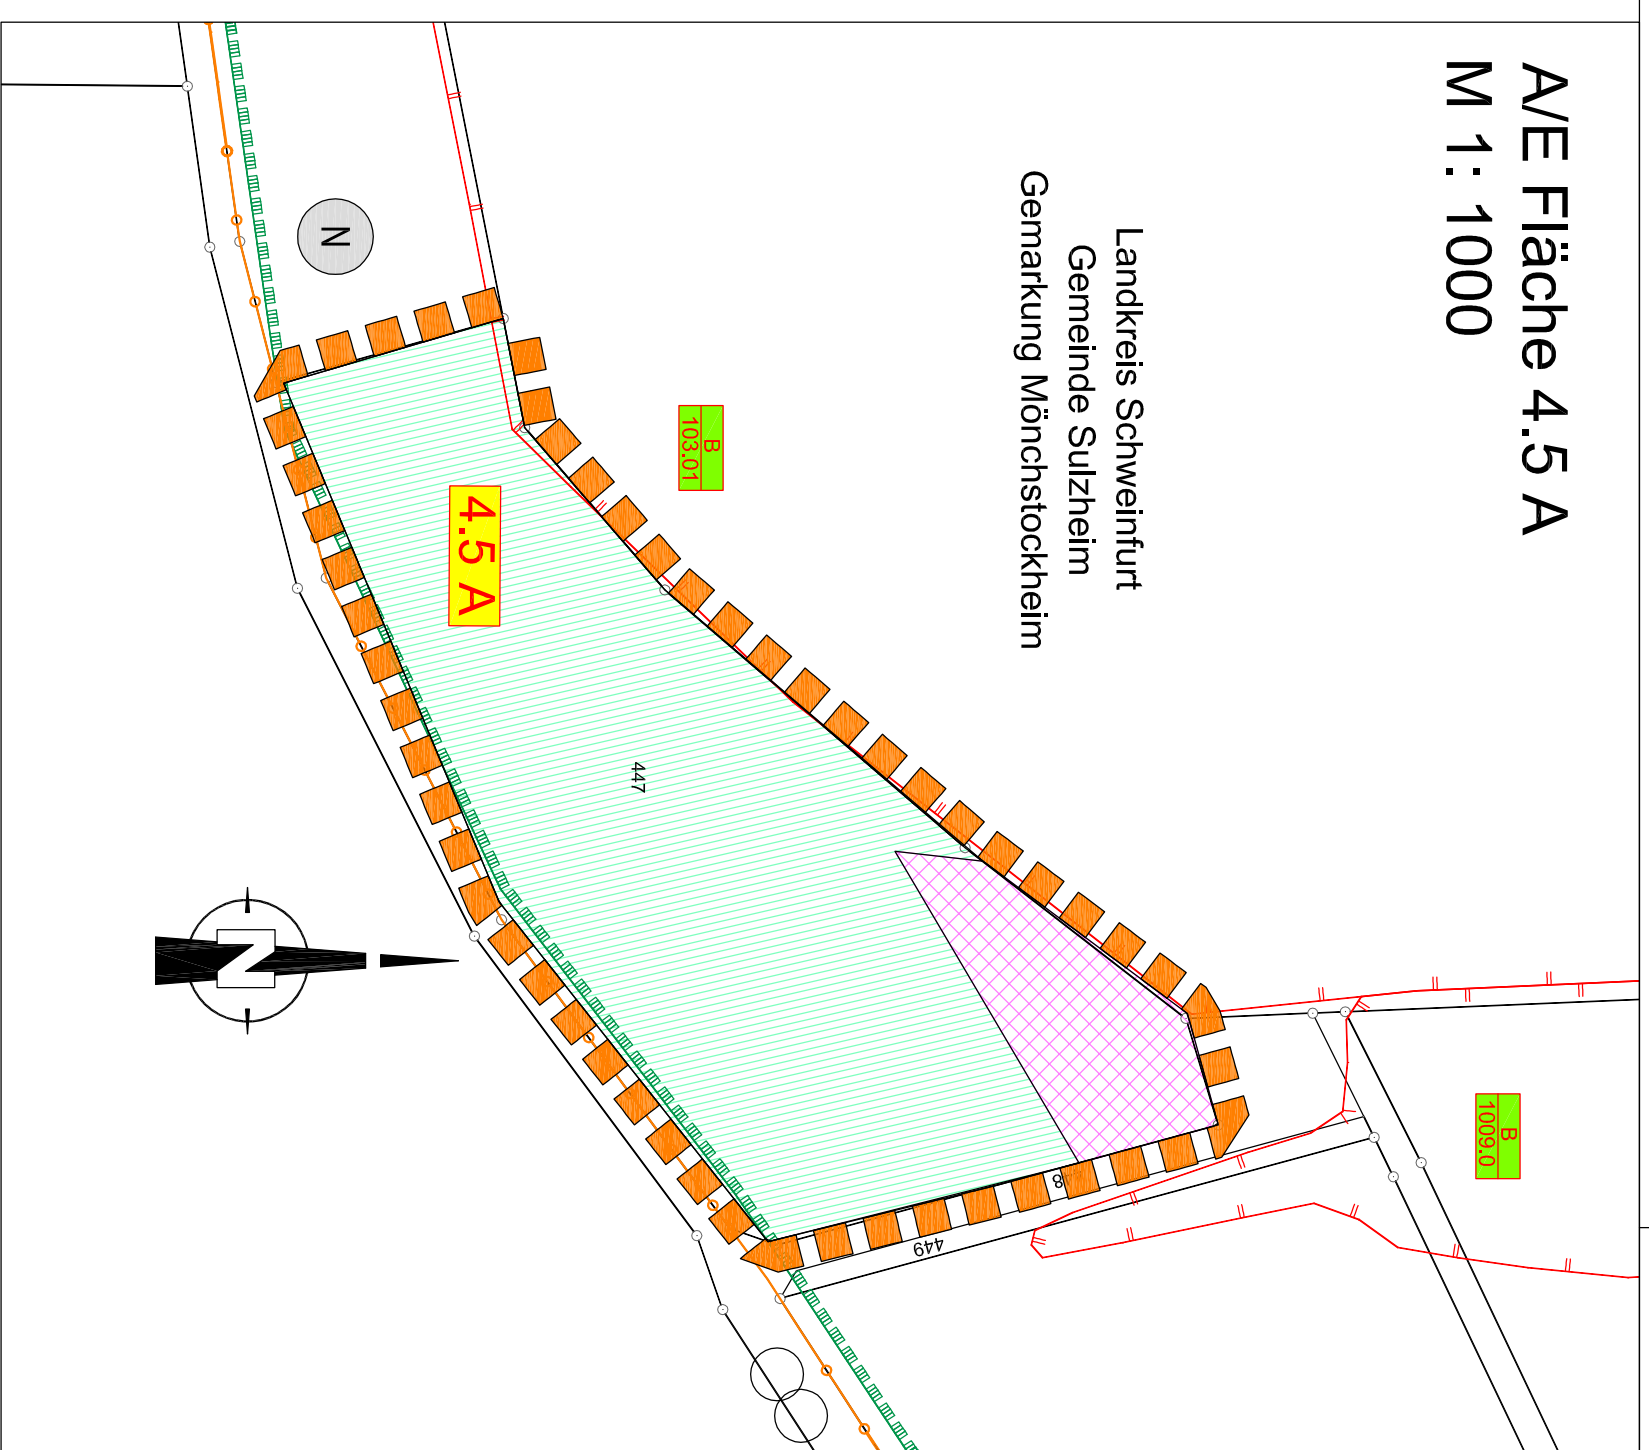 A/E Fläche 4.5 A
M 1: 1000
Landkreis Schweinfurt
Gemeinde Sulzheim
Gemarkung Mönchstockheim
B
103.01
B
1009.0
4.5 A
447
8
449
N
N